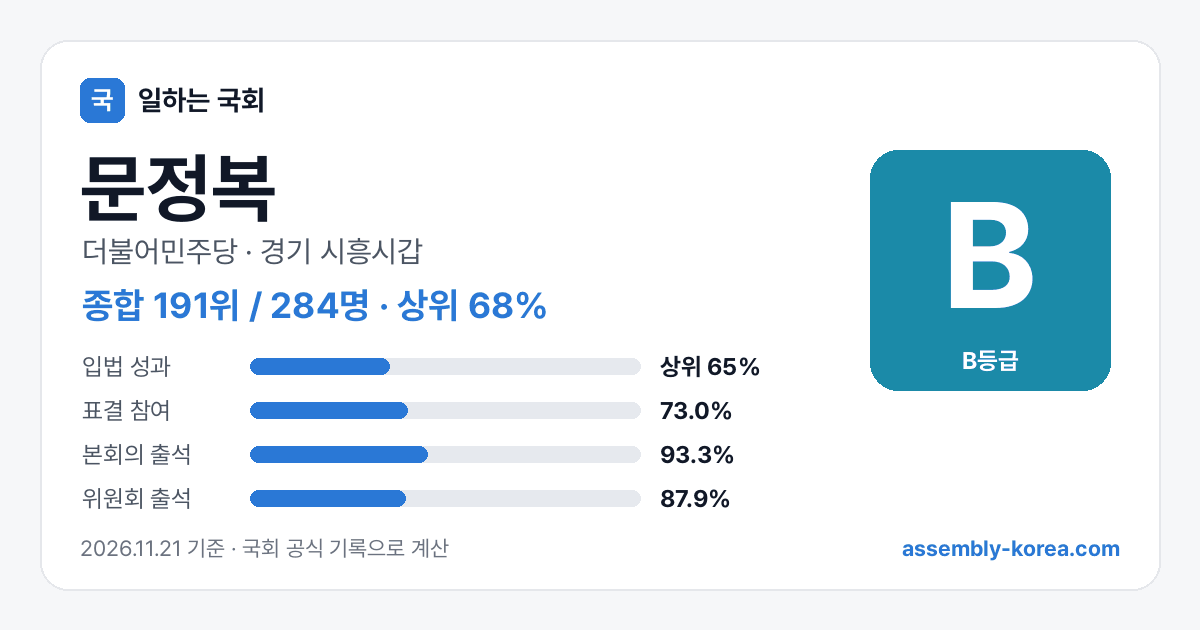 국 일하는 국회
문정복
더불어민주당 · 경기 시흥시갑
종합 191위 / 284명 · 상위 68%
입법 성과 상위 65%
표결 참여 73.0%
본회의 출석 93.3%
위원회 출석 87.9%
B
B등급
2026.11.21 기준 · 국회 공식 기록으로 계산
assembly-korea.com